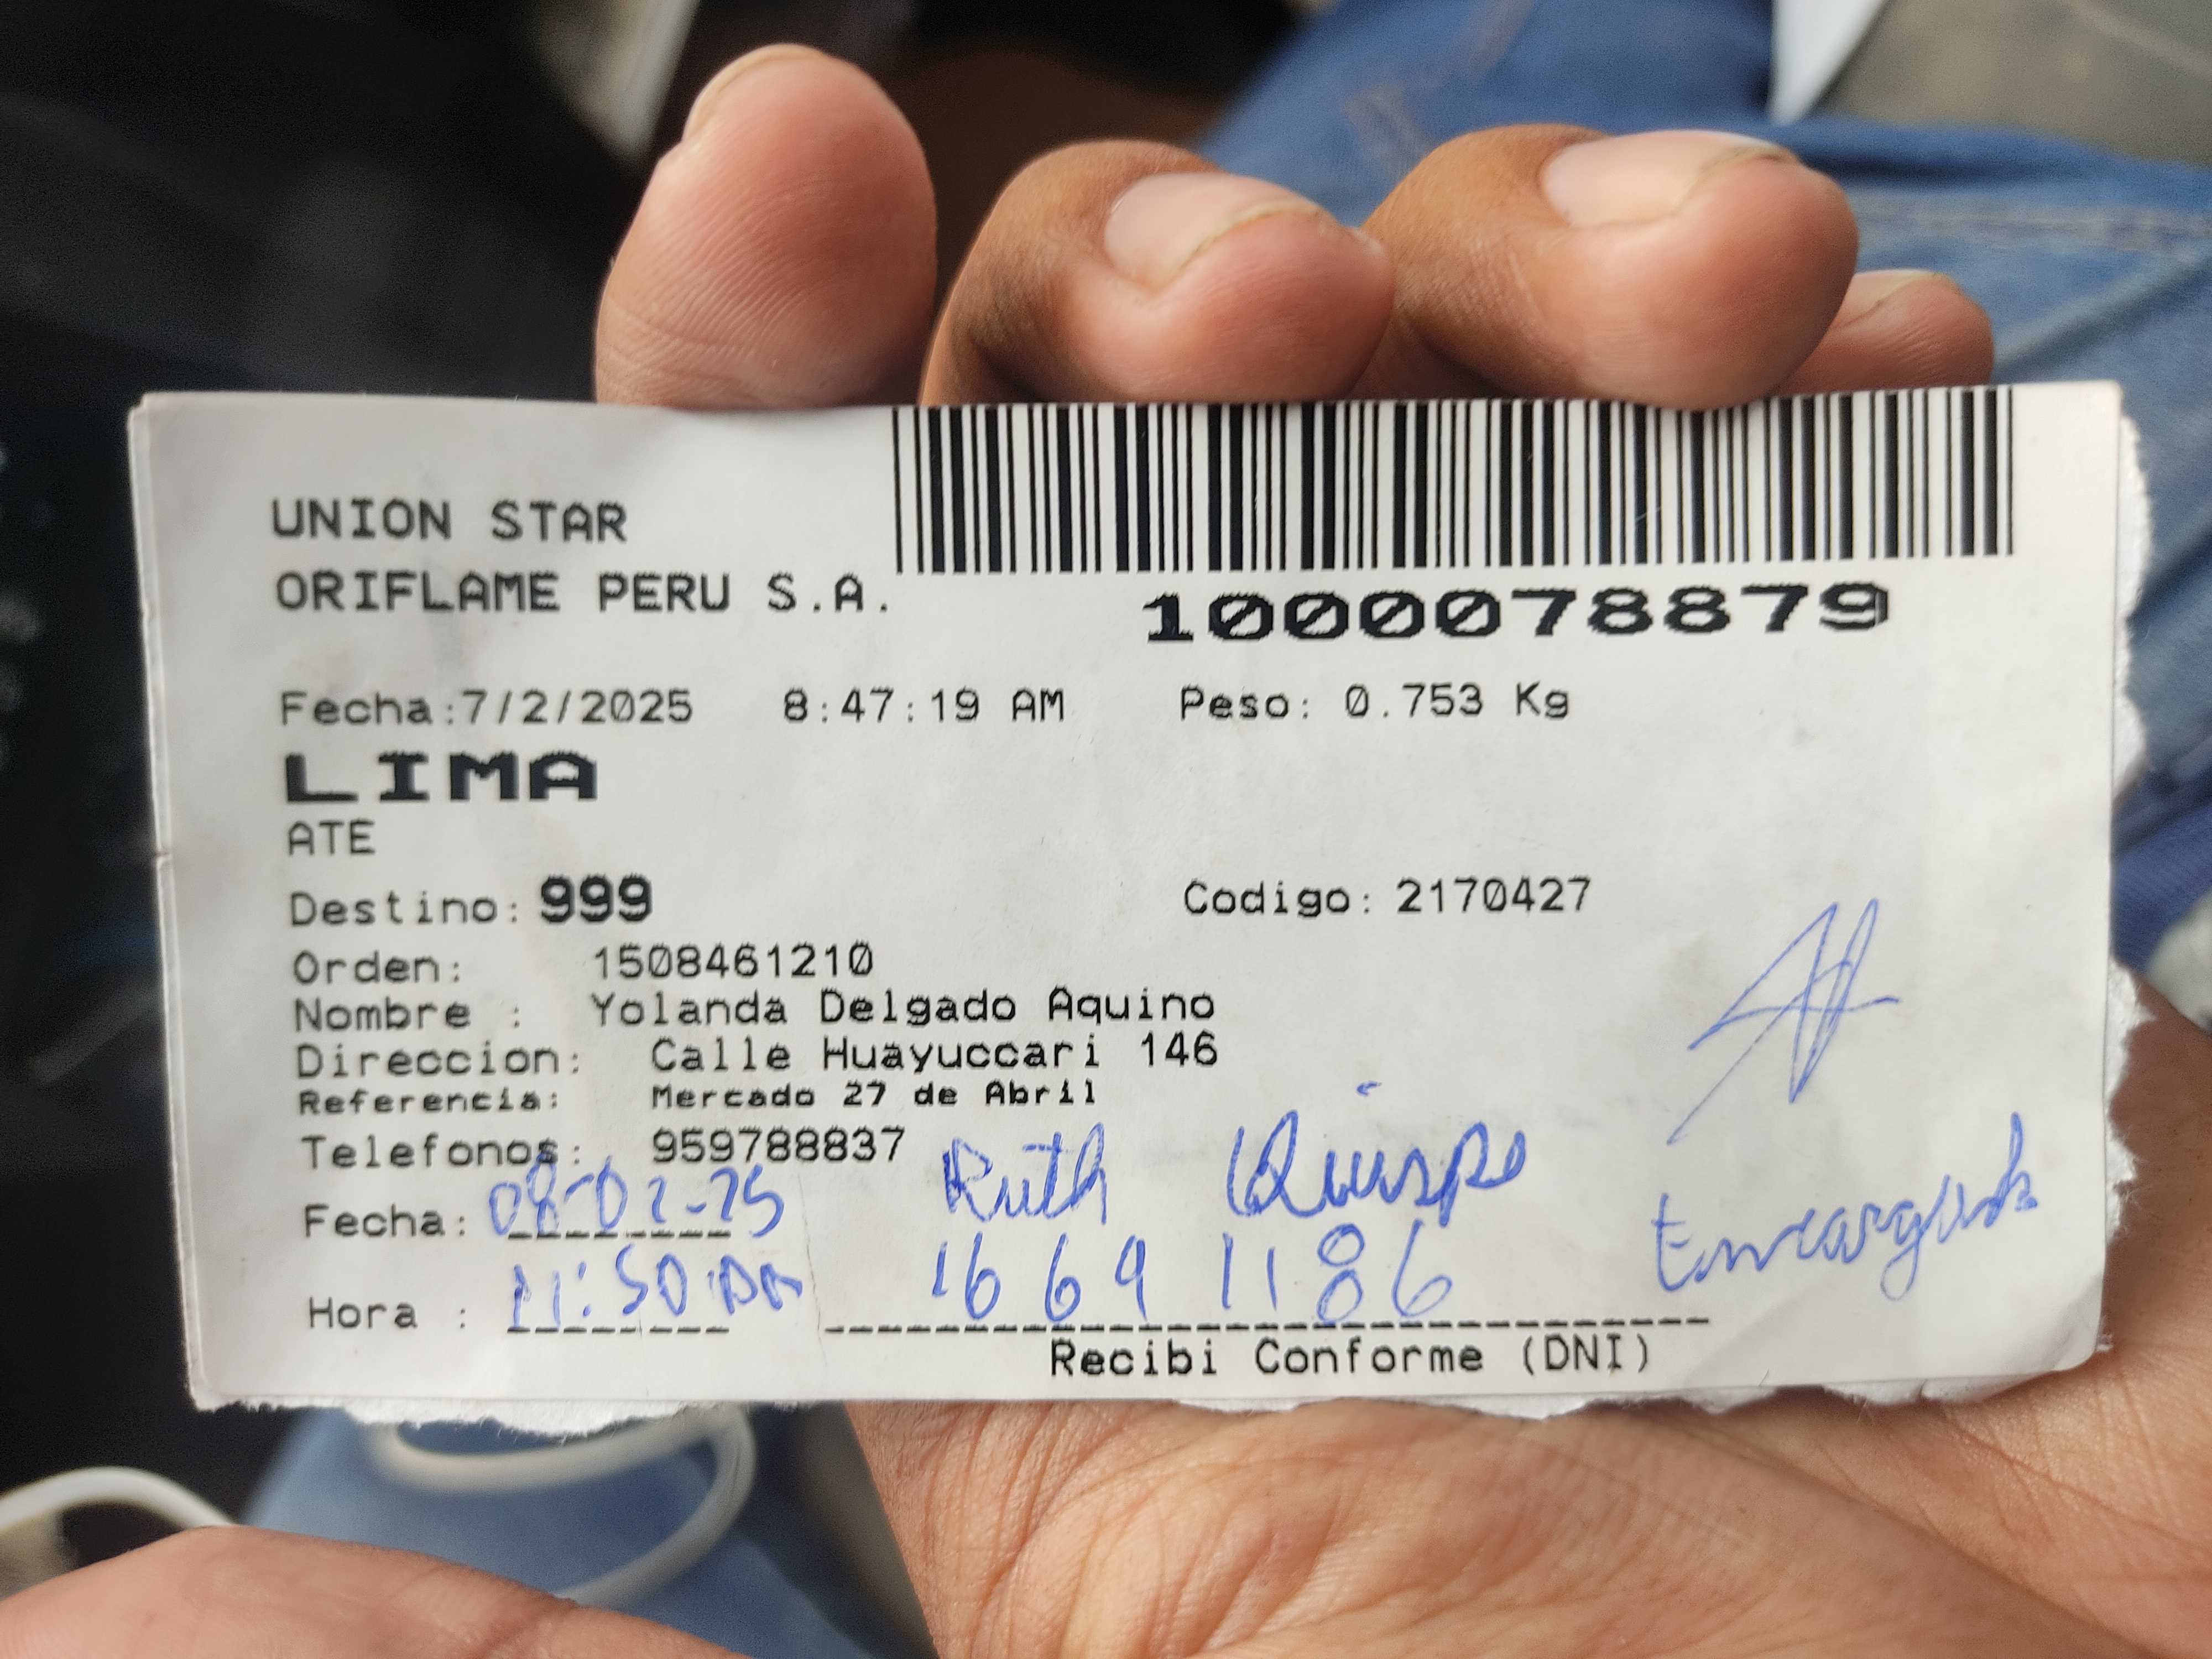 UNION STAR
ORIFLAME PERU S.A.
1000078879
Fecha:7/2/2025 8:47:19 AM Peso: 0.753 Kg
LIMA
ATE
Destino: 999 Codigo: 2170427
Orden: 1508461210
Nombre : Yolanda Delgado Aquino
Direccion: Calle Huayuccari 146
Referencia: Mercado 27 de Abril
Telefonos: 959788837
Ruth Quispe
Fecha: 08-02-25
Hora : 11:50
16691186
Recibi Conforme (DNI)